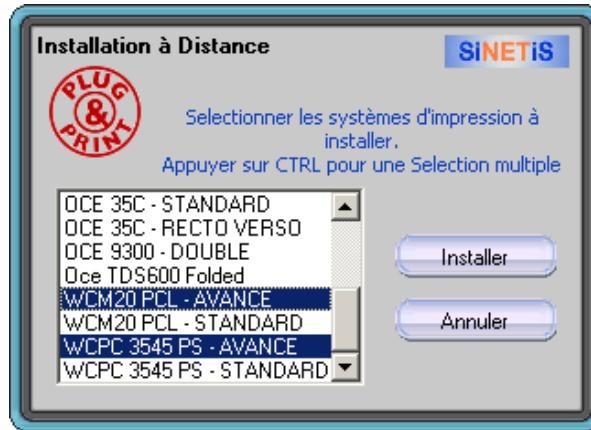 Installation à Distance
SiNETiS
PLUG
&
PRINT
Selectionner les systèmes d'impression à
installer.
Appuyer sur CTRL pour une Selection multiple
OCE 35C - STANDARD
OCE 35C - RECTO VERSO
OCE 9300 - DOUBLE
Oce TDS600 Folded
WCM20 PCL - AVANCE
WCM20 PCL - STANDARD
WCPC 3545 PS - AVANCE
WCPC 3545 PS - STANDARD
Installer
Annuler